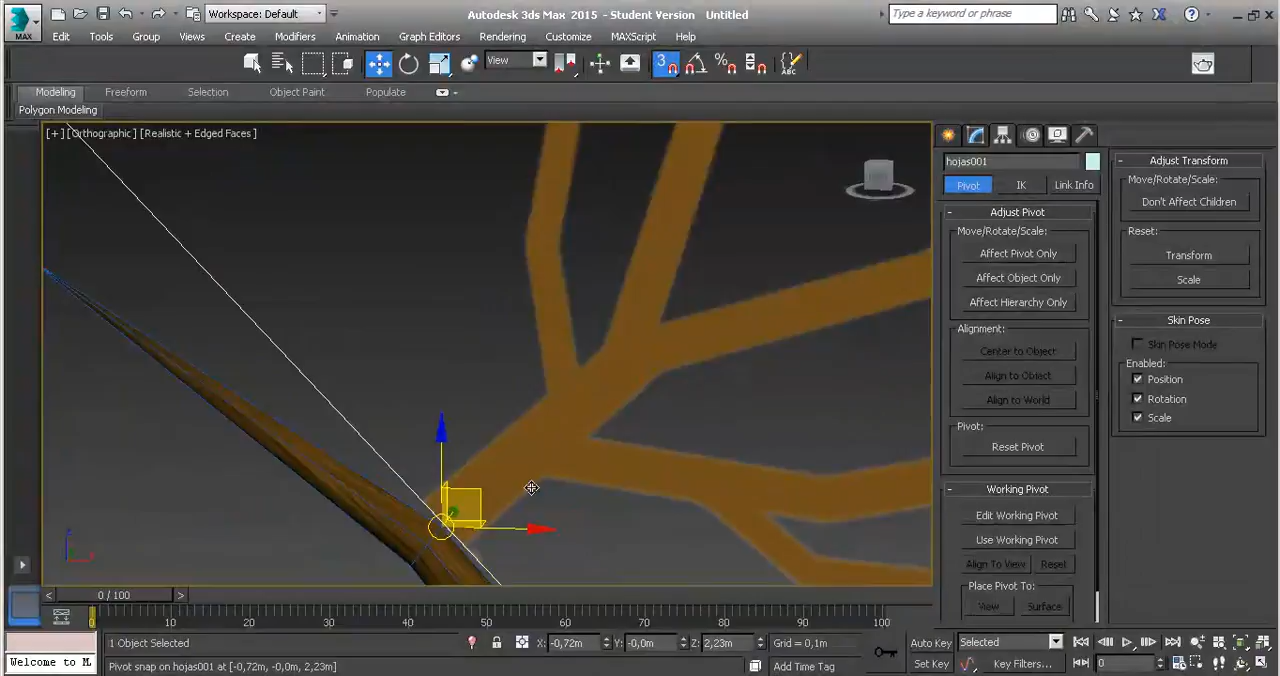 Workspace: Default
Autodesk 3ds Max 2015 - Student Version Untitled
Type a keyword or phrase
MAX
Edit Tools Group Views Create Modifiers Animation Graph Editors Rendering Customize MAXScript Help
View
3
ABC
Modeling Freeform Selection Object Paint Populate
Polygon Modeling
[+] [Orthographic] [Realistic + Edged Faces]
hojas001
Pivot IK Link Info
Adjust Pivot
Move/Rotate/Scale:
Affect Pivot Only
Affect Object Only
Affect Hierarchy Only
Alignment:
Center to Object
Align to Object
Align to World
Pivot:
Reset Pivot
Working Pivot
Edit Working Pivot
Use Working Pivot
Align To View Reset
Place Pivot To:
View Surface
Adjust Transform
Move/Rotate/Scale:
Don't Affect Children
Reset:
Transform
Scale
Skin Pose
Skin Pose Mode
Enabled:
Position
Rotation
Scale
0 / 100
0 10 20 30 40 50 60 70 80 90 100
1 Object Selected
X: -0,72m Y: -0,0m Z: 2,23m Grid = 0,1m
Auto Key Selected
Welcome to M
Pivot snap on hojas001 at [-0,72m, -0,0m, 2,23m]
Add Time Tag
Set Key Key Filters... 0